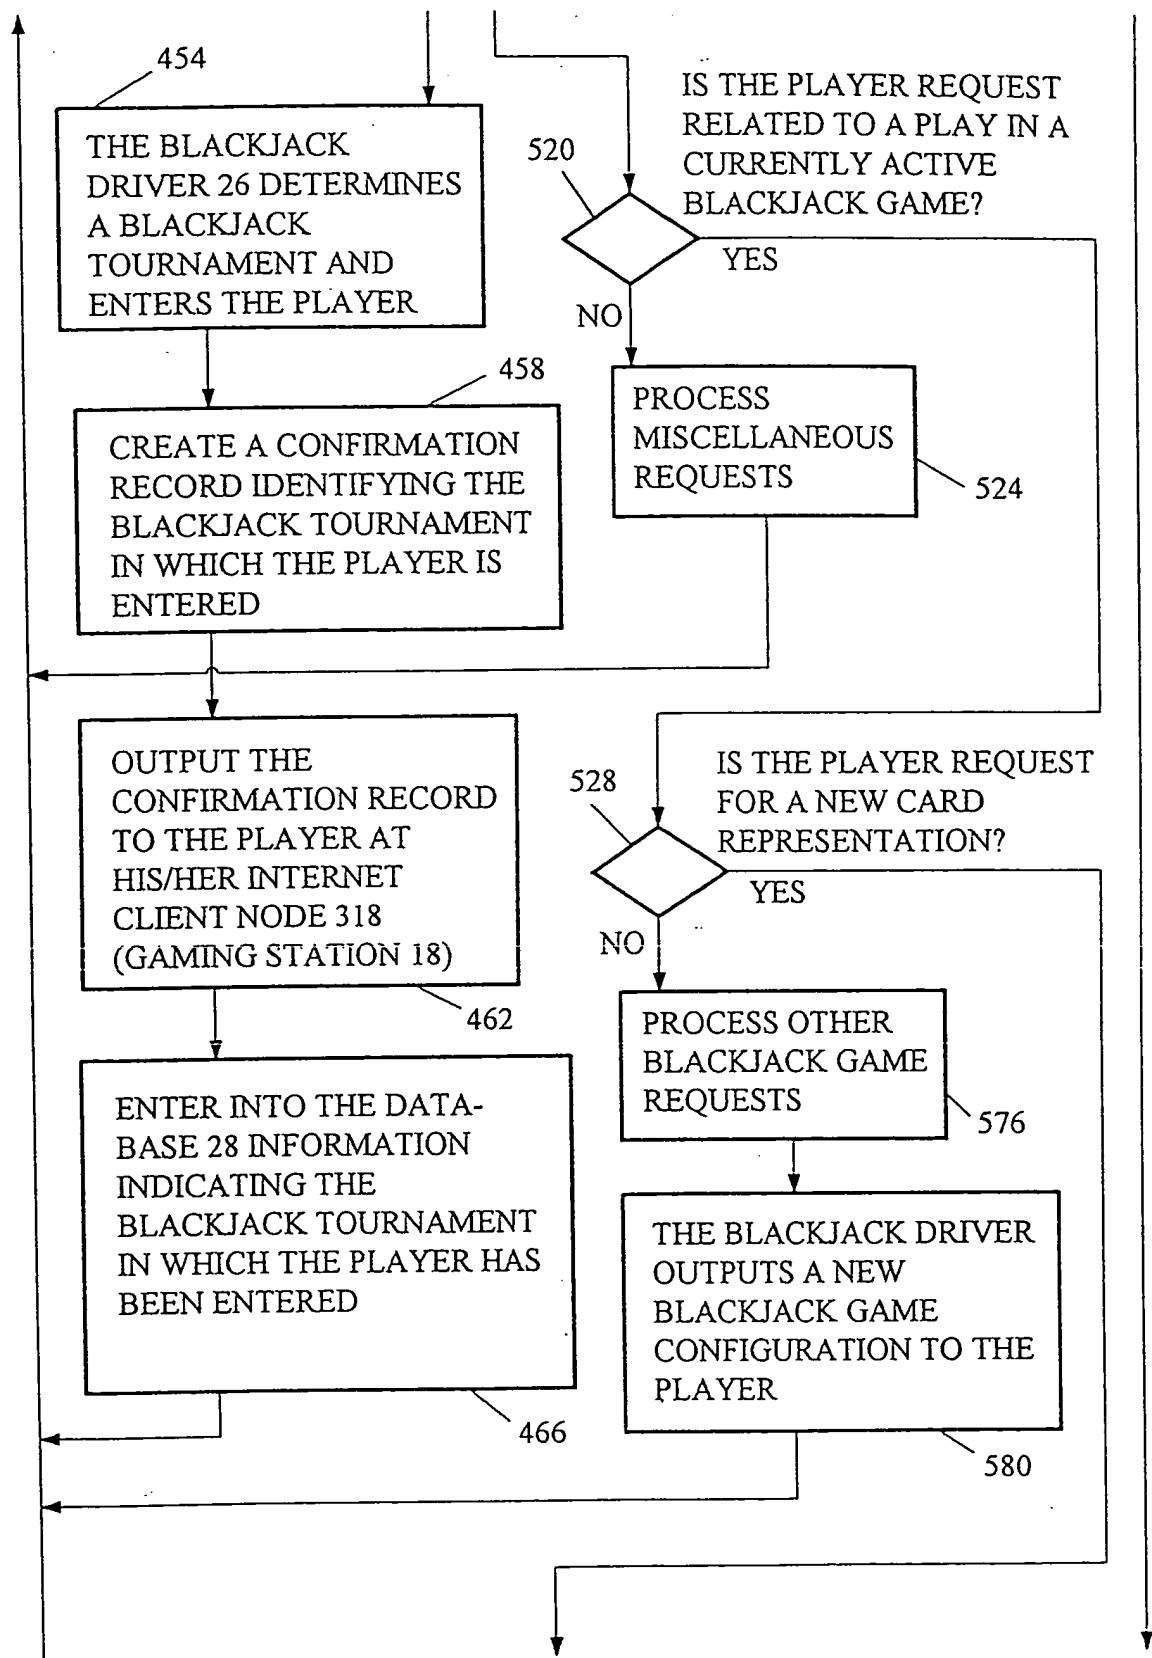 454
THE BLACKJACK
DRIVER 26 DETERMINES
A BLACKJACK
TOURNAMENT AND
ENTERS THE PLAYER
458
CREATE A CONFIRMATION
RECORD IDENTIFYING THE
BLACKJACK TOURNAMENT
IN WHICH THE PLAYER IS
ENTERED
OUTPUT THE
CONFIRMATION RECORD
TO THE PLAYER AT
HIS/HER INTERNET
CLIENT NODE 318
(GAMING STATION 18)
462
ENTER INTO THE DATA-
BASE 28 INFORMATION
INDICATING THE
BLACKJACK TOURNAMENT
IN WHICH THE PLAYER HAS
BEEN ENTERED
466
IS THE PLAYER REQUEST
RELATED TO A PLAY IN A
CURRENTLY ACTIVE
BLACKJACK GAME?
520
YES
NO
PROCESS
MISCELLANEOUS
REQUESTS
524
IS THE PLAYER REQUEST
FOR A NEW CARD
REPRESENTATION?
528
YES
NO
PROCESS OTHER
BLACKJACK GAME
REQUESTS
576
THE BLACKJACK DRIVER
OUTPUTS A NEW
BLACKJACK GAME
CONFIGURATION TO THE
PLAYER
580